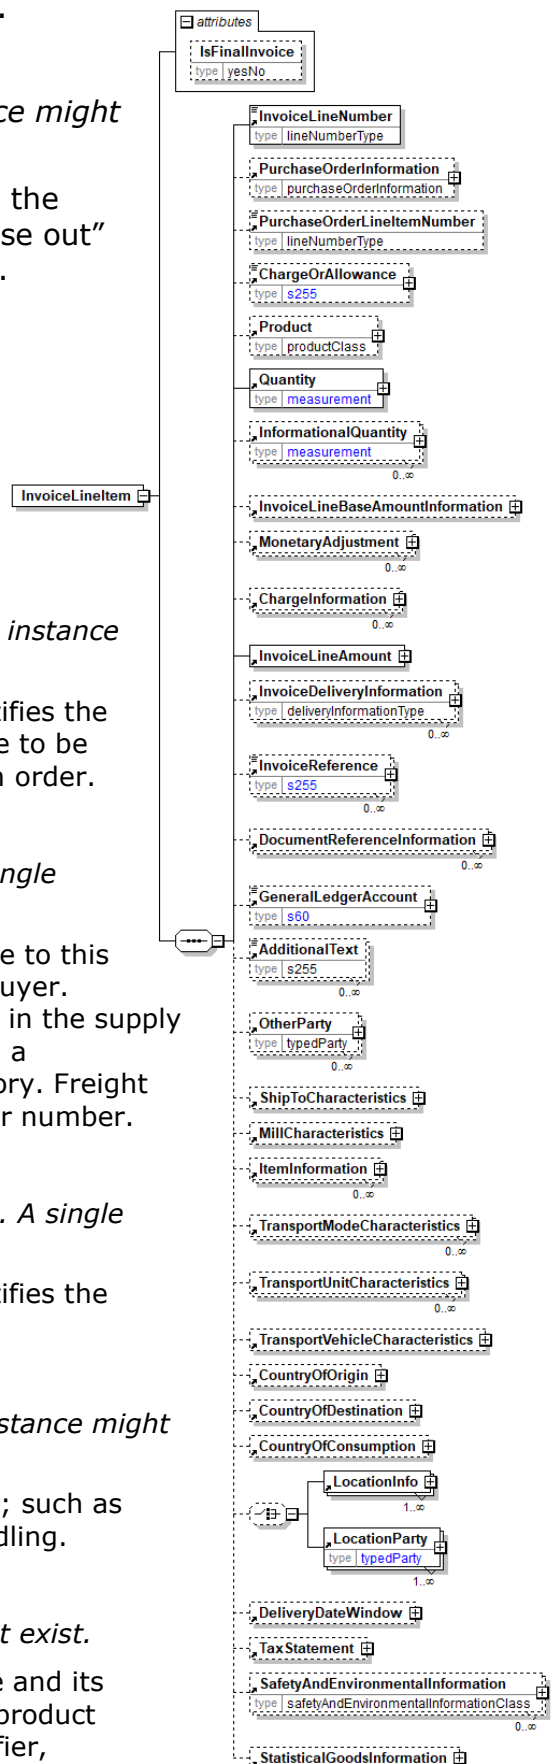 .
ce might
the
se out”
.
instance
tifies the
e to be
n order.
ngle
e to this
uyer.
in the supply
a
ory. Freight
r number.
. A single
tifies the
stance might
; such as
dling.
t exist.
e and its
product
fier,
attributes
IsFinalInvoice
type yesNo
InvoiceLineItem
InvoiceLineNumber
type lineNumberType
PurchaseOrderInformation
type purchaseOrderInformation
PurchaseOrderLineItemNumber
type lineNumberType
ChargeOrAllowance
type s255
Product
type productClass
Quantity
type measurement
InformationalQuantity
type measurement
0..∞
InvoiceLineBaseAmountInformation
MonetaryAdjustment
0..∞
ChargeInformation
0..∞
InvoiceLineAmount
InvoiceDeliveryInformation
type deliveryInformationType
0..∞
InvoiceReference
type s255
0..∞
DocumentReferenceInformation
0..∞
GeneralLedgerAccount
type s60
AdditionalText
type s255
0..∞
OtherParty
type typedParty
0..∞
ShipToCharacteristics
MillCharacteristics
ItemInformation
0..∞
TransportModeCharacteristics
0..∞
TransportUnitCharacteristics
0..∞
TransportVehicleCharacteristics
CountryOfOrigin
CountryOfDestination
CountryOfConsumption
LocationInfo
1..∞
LocationParty
type typedParty
1..∞
DeliveryDateWindow
TaxStatement
SafetyAndEnvironmentalInformation
type safetyAndEnvironmentalInformationClass
0..∞
StatisticalGoodsInformation